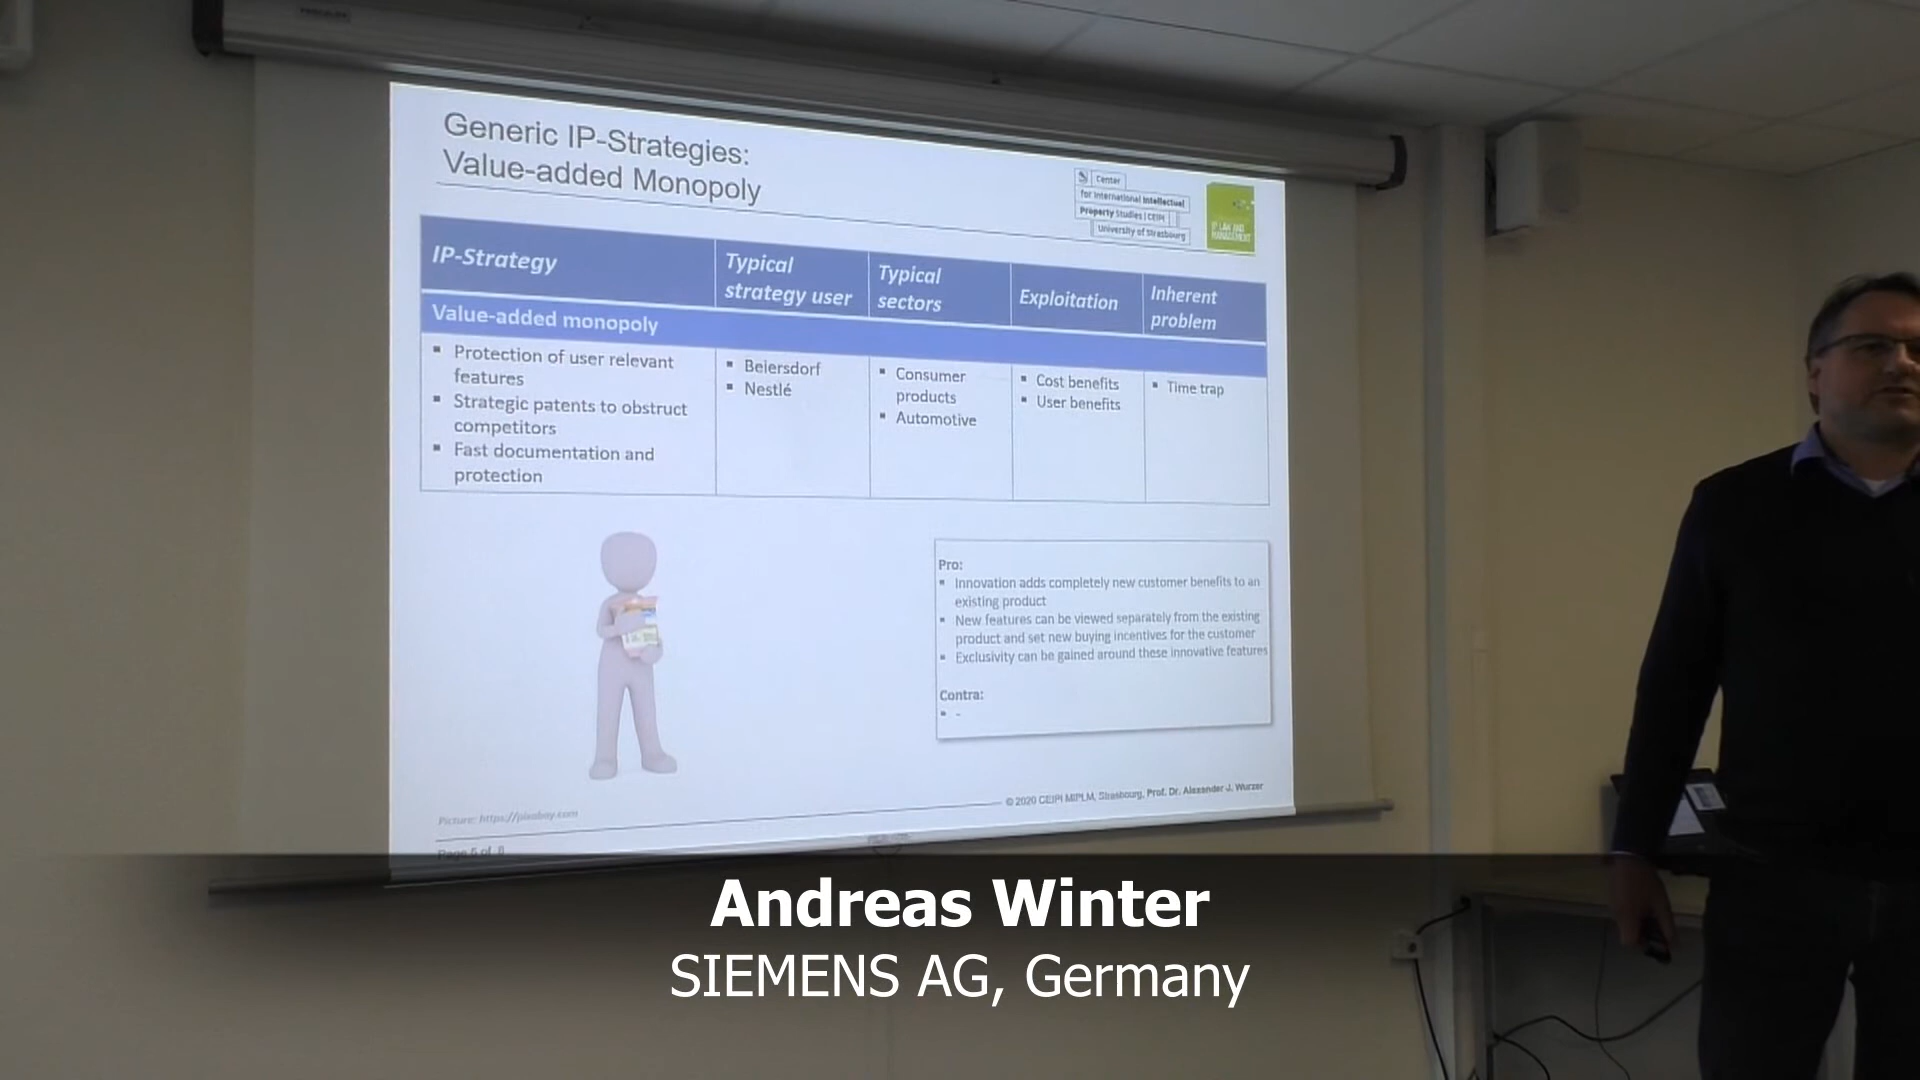 Generic IP-Strategies:
Value-added Monopoly
Center
for International Intellectual
Property Studies | CEIPI
University of Strasbourg
IP LAW AND
MANAGEMENT
IP-Strategy
Typical
strategy user
Typical
sectors
Exploitation
Inherent
problem
Value-added monopoly
▪ Protection of user relevant
features
▪ Strategic patents to obstruct
competitors
▪ Fast documentation and
protection
▪ Beiersdorf
▪ Nestlé
▪ Consumer
products
▪ Automotive
▪ Cost benefits
▪ User benefits
▪ Time trap
Pro:
▪ Innovation adds completely new customer benefits to an
existing product
▪ New features can be viewed separately from the existing
product and set new buying incentives for the customer
▪ Exclusivity can be gained around these innovative features
Contra:
▪ -
© 2020 CEIPI MIPLM, Strasbourg, Prof. Dr. Alexander J. Wurzer
Picture: https://pixabay.com
Page 6 of 8
Andreas Winter
SIEMENS AG, Germany